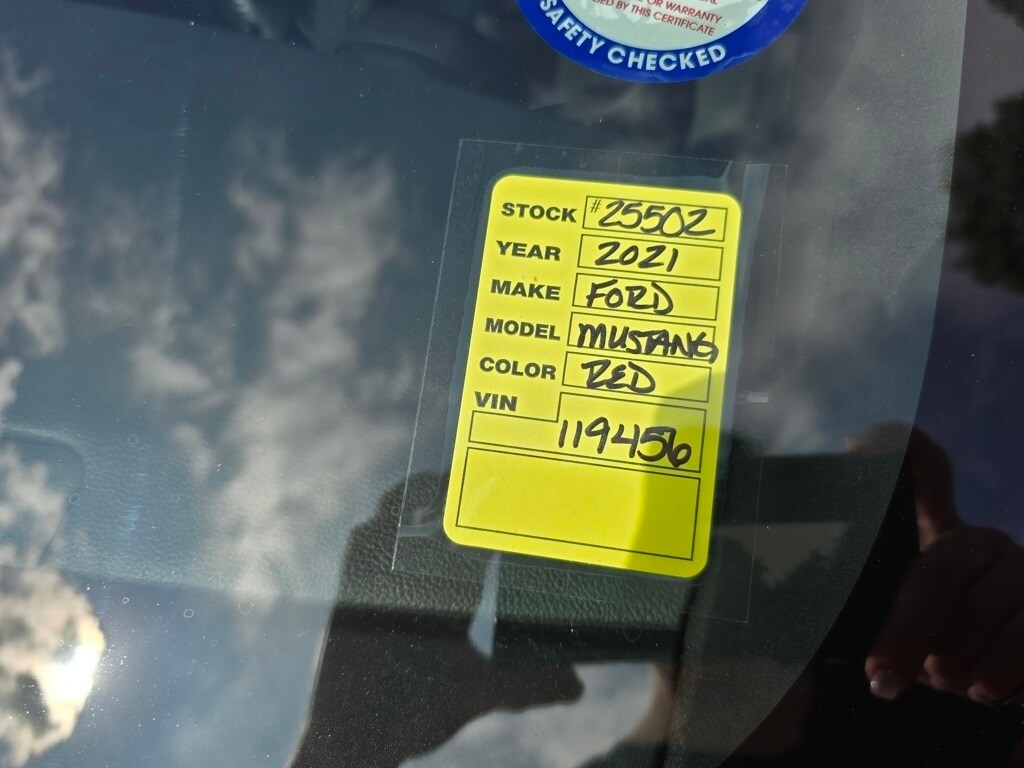 OR WARRANTY
BY THIS CERTIFICATE
SAFETY CHECKED
STOCK #25502
YEAR 2021
MAKE FORD
MODEL MUSTANG
COLOR RED
VIN
119456